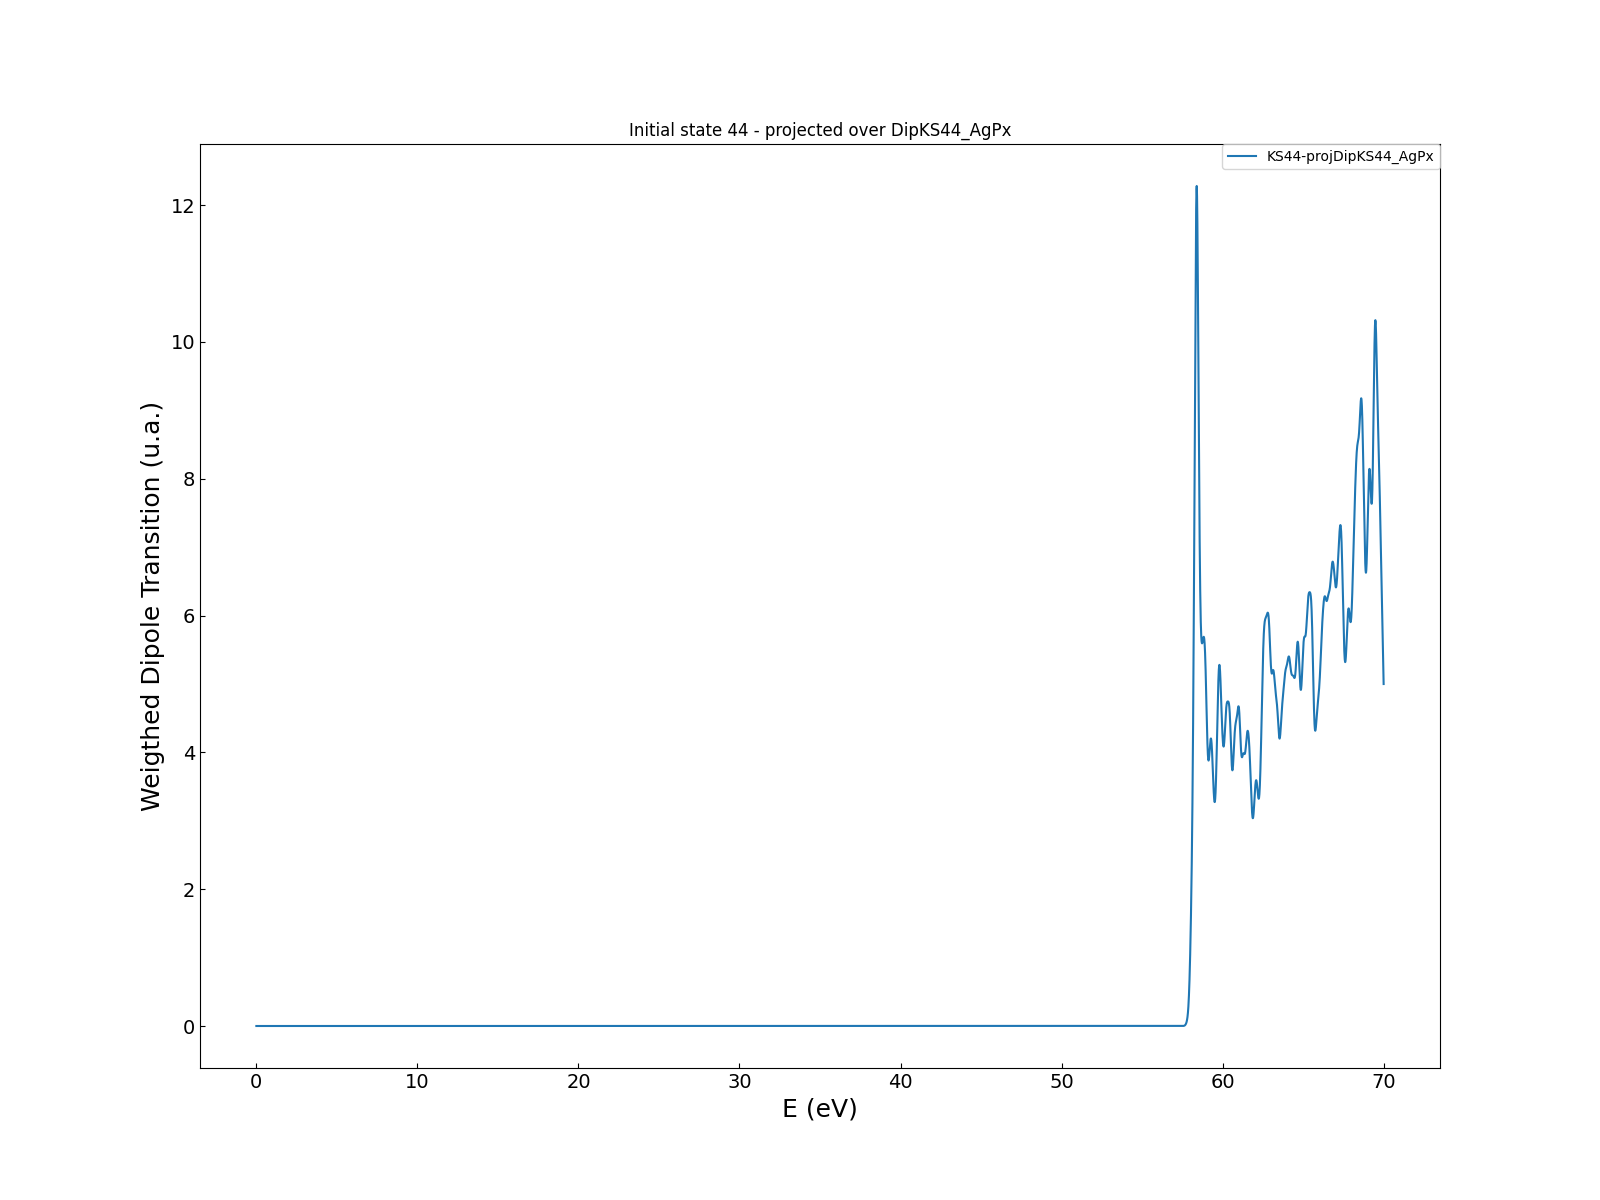 Initial state 44 - projected over DipKS44_AgPx
KS44-projDipKS44_AgPx
Weigthed Dipole Transition (u.a.)
12
10
8
6
4
2
0
0 10 20 30 40 50 60 70
E (eV)